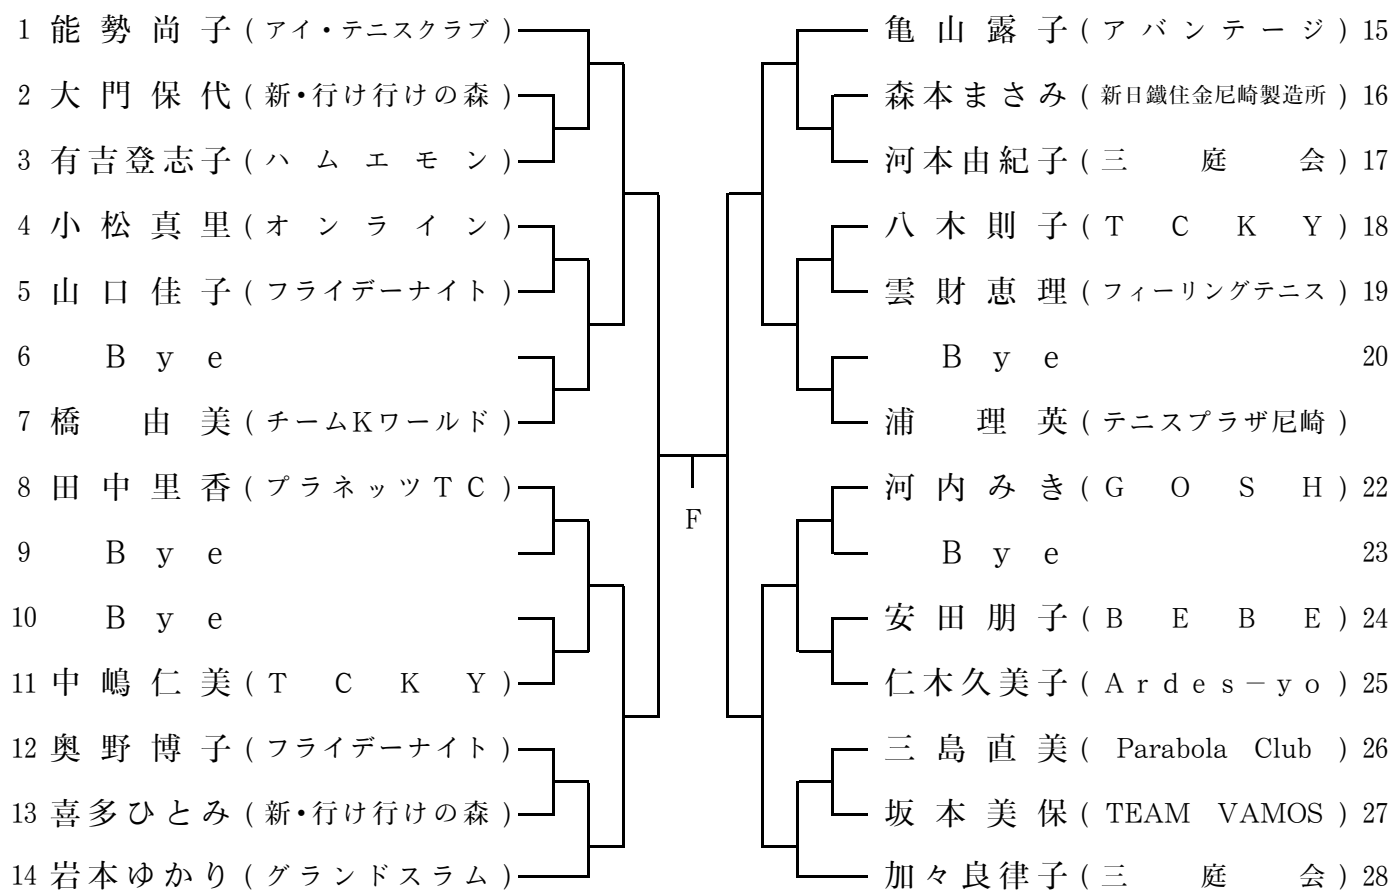 1 能勢尚子(アイ・テニスクラブ)
2 大門保代(新・行け行けの森)
3 有吉登志子(ハムエモン)
4 小松真里(オンライン)
5 山口佳子(フライデーナイト)
6 Bye
7 橋由美(チームKワールド)
8 田中里香(プラネッツTC)
9 Bye
10 Bye
11 中嶋仁美(TCKY)
12 奥野博子(フライデーナイト)
13 喜多ひとみ(新・行け行けの森)
14 岩本ゆかり(グランドスラム)
F
亀山露子(アバンテージ) 15
森本まさみ(新日鐵住金尼崎製造所) 16
河本由紀子(三庭会) 17
八木則子(TCKY) 18
雲財恵理(フィーリングテニス) 19
Bye 20
浦理英(テニスプラザ尼崎)
河内みき(GOSH) 22
Bye 23
安田朋子(BEBE) 24
仁木久美子(Ardes−yo) 25
三島直美(Parabola Club) 26
坂本美保(TEAM VAMOS) 27
加々良律子(三庭会) 28